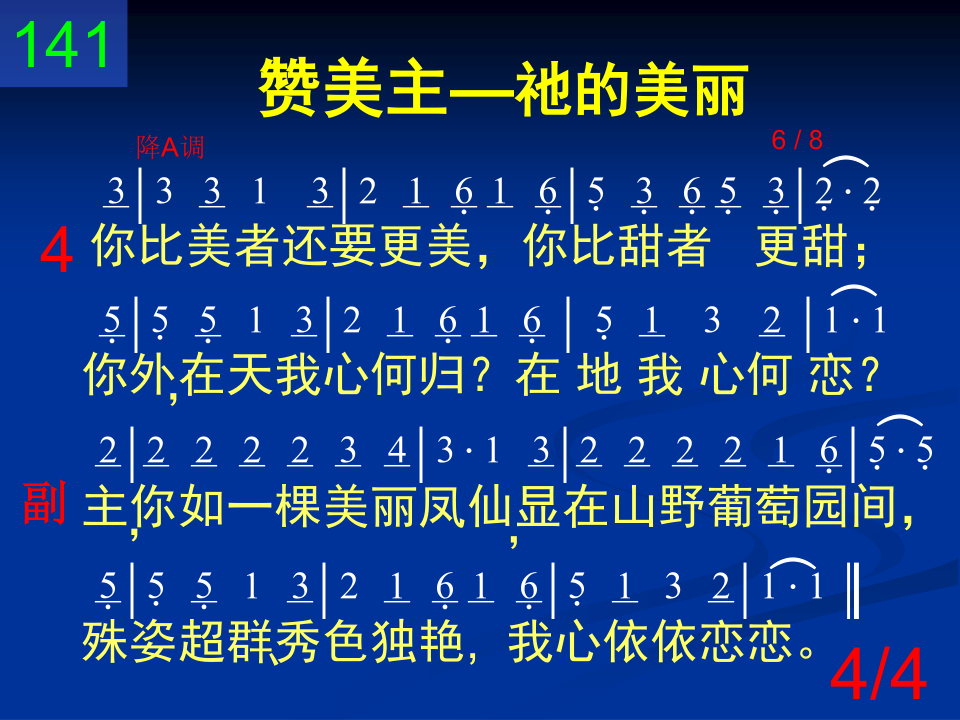 141
赞美主—祂的美丽
降A调 6 / 8
3 | 3 3 1 3 | 2 1 6̣ 1 6̣ | 5̣ 3̣ 6̣ 5̣ 3̣ | 2̣ · 2̣
4 你比美者还要更美，你比甜者 更甜；
5̣ | 5̣ 5̣ 1 3 | 2 1 6̣ 1 6̣ | 5̣ 1 3 2 | 1 · 1
你外，在天我心何归？在 地 我 心何 恋？
2 | 2 2 2 2 3 4 | 3 · 1 3 | 2 2 2 2 1 6̣ | 5̣ · 5̣
副 主，你如一棵美丽凤仙，显在山野葡萄园间，
5̣ | 5̣ 5̣ 1 3 | 2 1 6̣ 1 6̣ | 5̣ 1 3 2 | 1 · 1 ‖
殊姿超群、秀色独艳，我心依依恋恋。
4/4